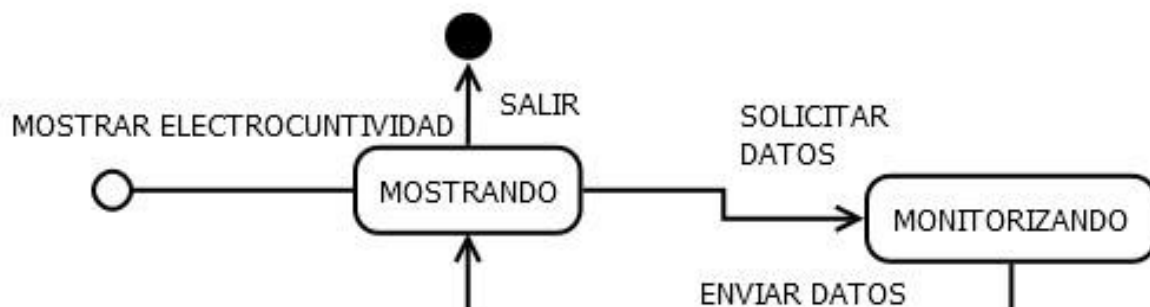 MOSTRAR ELECTROCUNTIVIDAD
SALIR
SOLICITAR
DATOS
MOSTRANDO
MONITORIZANDO
ENVIAR DATOS